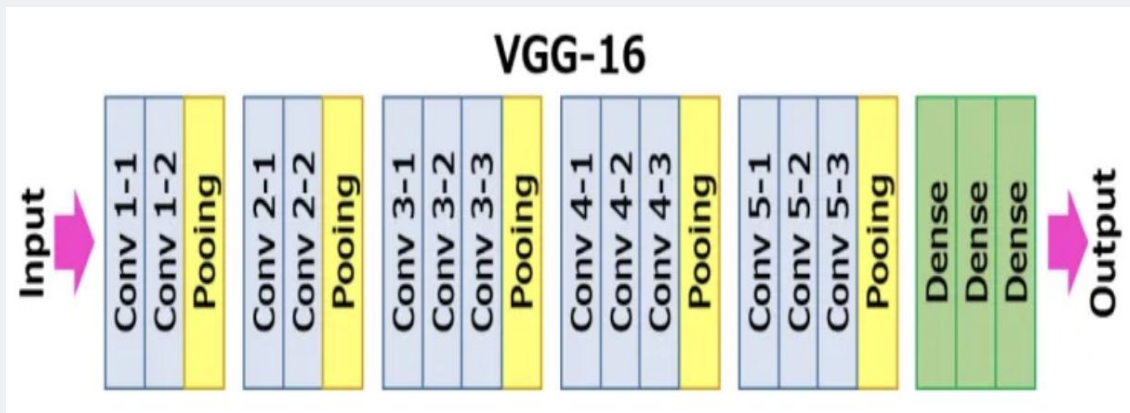 VGG-16
Input
Conv 1-1
Conv 1-2
Pooing
Conv 2-1
Conv 2-2
Pooing
Conv 3-1
Conv 3-2
Conv 3-3
Pooing
Conv 4-1
Conv 4-2
Conv 4-3
Pooing
Conv 5-1
Conv 5-2
Conv 5-3
Pooing
Dense
Dense
Dense
Output